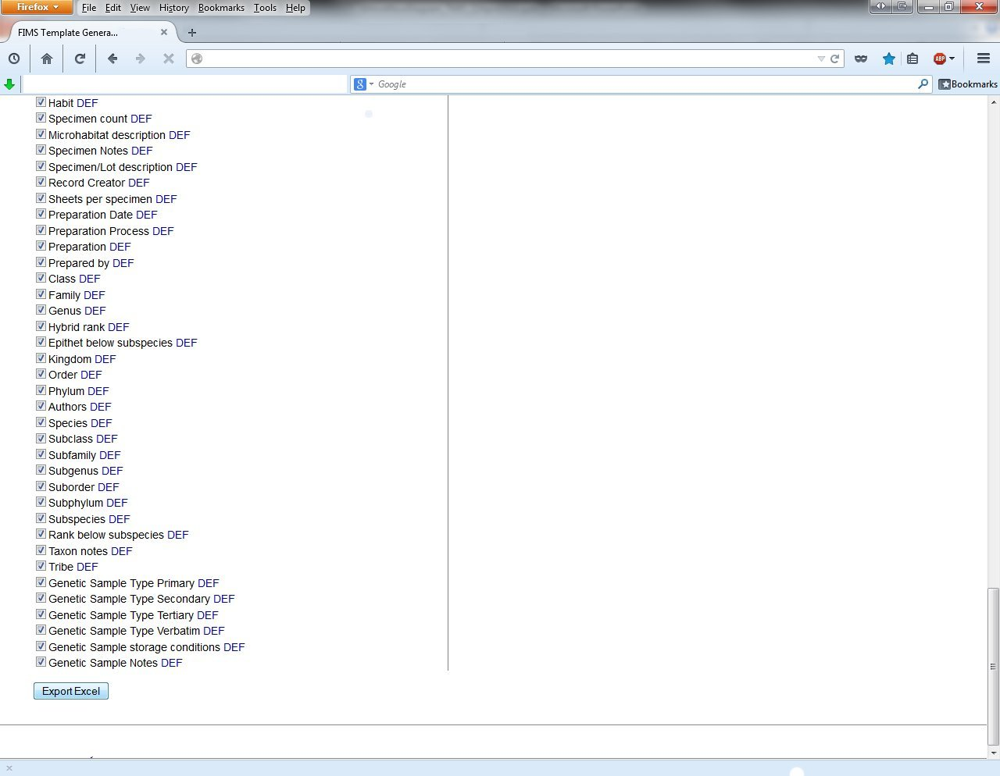 Firefox File Edit View History Bookmarks Tools Help
FIMS Template Genera...
ABP
Google Bookmarks
Habit DEF
Specimen count DEF
Microhabitat description DEF
Specimen Notes DEF
Specimen/Lot description DEF
Record Creator DEF
Sheets per specimen DEF
Preparation Date DEF
Preparation Process DEF
Preparation DEF
Prepared by DEF
Class DEF
Family DEF
Genus DEF
Hybrid rank DEF
Epithet below subspecies DEF
Kingdom DEF
Order DEF
Phylum DEF
Authors DEF
Species DEF
Subclass DEF
Subfamily DEF
Subgenus DEF
Suborder DEF
Subphylum DEF
Subspecies DEF
Rank below subspecies DEF
Taxon notes DEF
Tribe DEF
Genetic Sample Type Primary DEF
Genetic Sample Type Secondary DEF
Genetic Sample Type Tertiary DEF
Genetic Sample Type Verbatim DEF
Genetic Sample storage conditions DEF
Genetic Sample Notes DEF
Export Excel